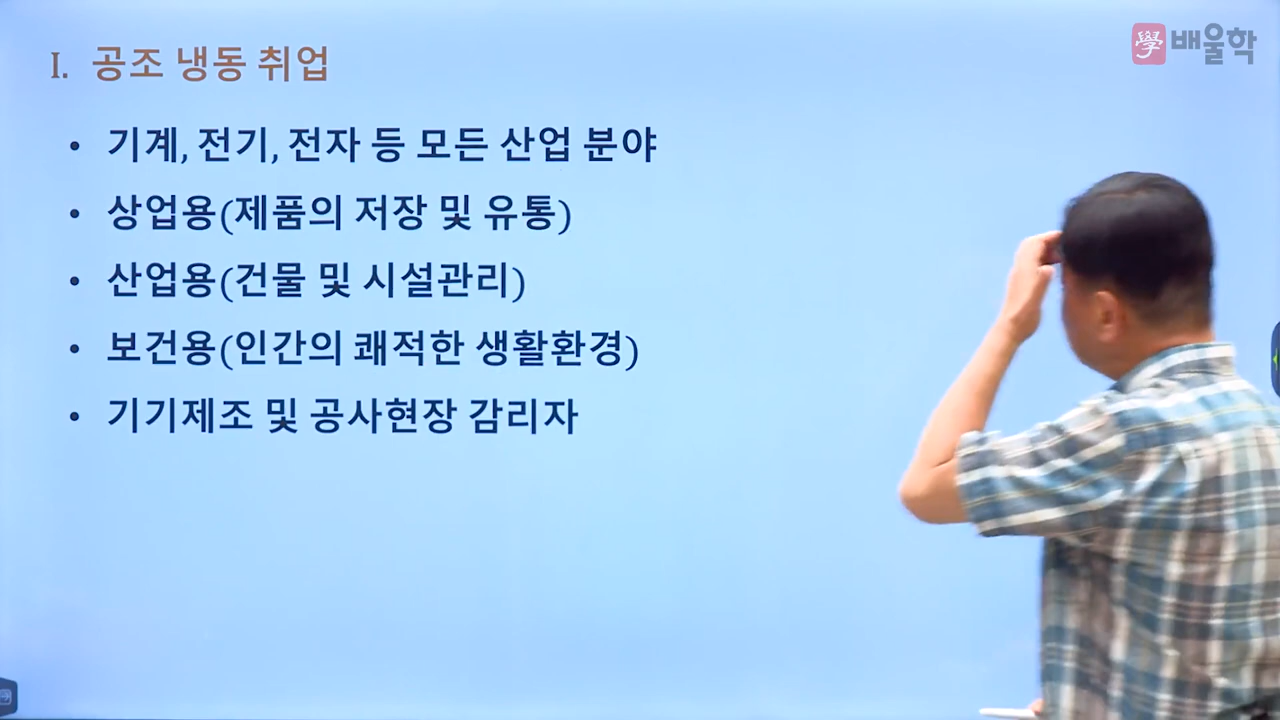 學 배울학
I. 공조 냉동 취업
• 기계, 전기, 전자 등 모든 산업 분야
• 상업용(제품의 저장 및 유통)
• 산업용(건물 및 시설관리)
• 보건용(인간의 쾌적한 생활환경)
• 기기제조 및 공사현장 감리자